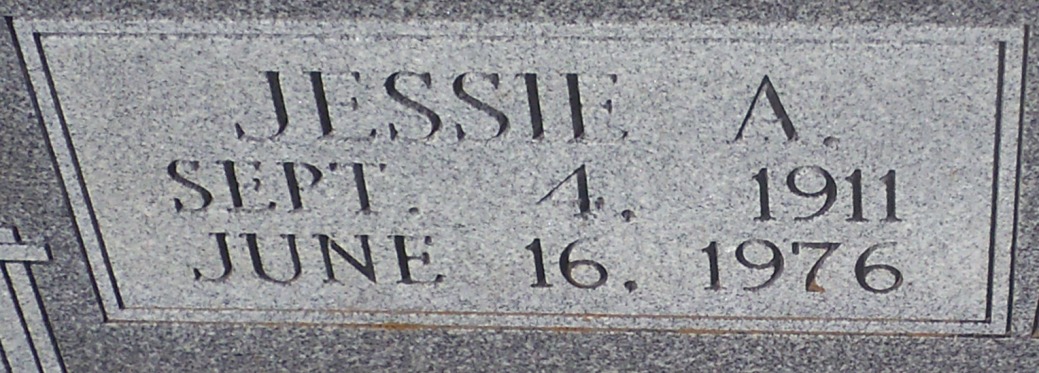 JESSIE A.
SEPT. 4, 1911
JUNE 16, 1976